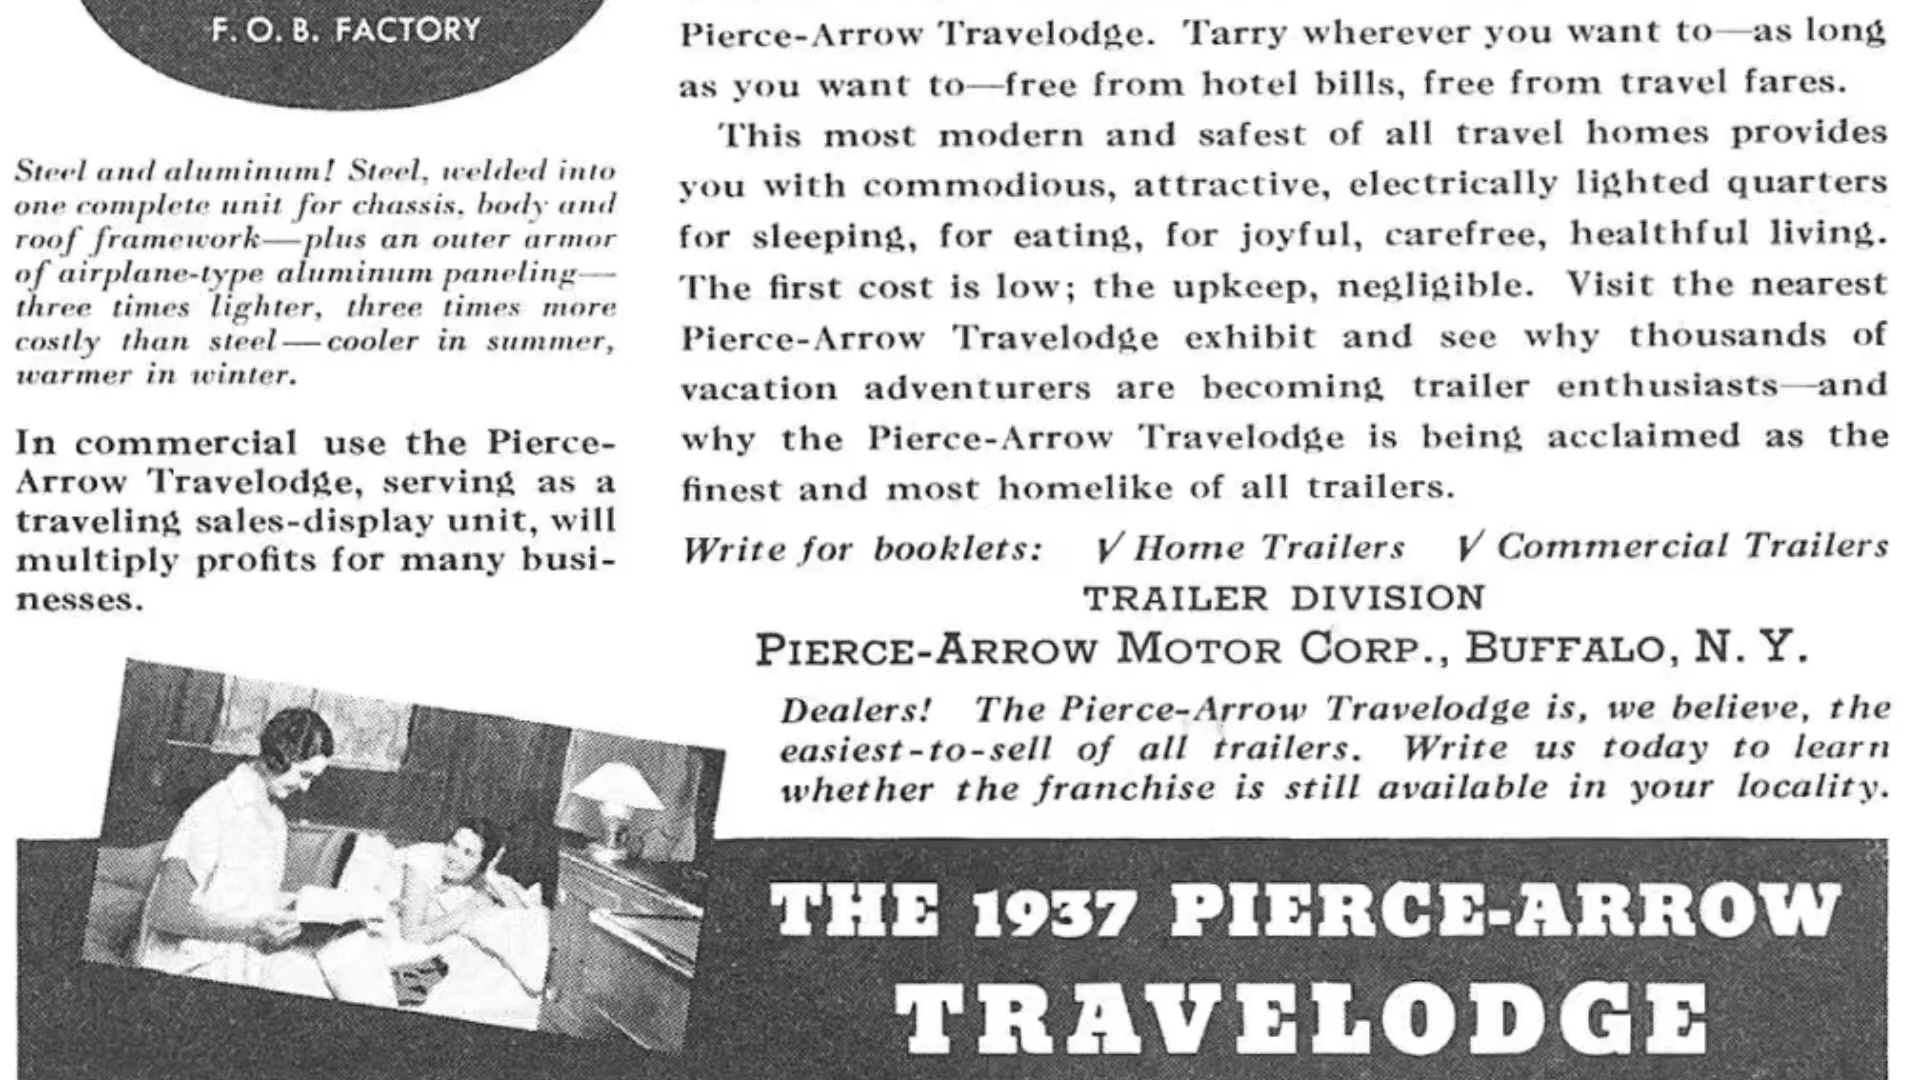 F. O. B. FACTORY
Steel and aluminum! Steel, welded into
one complete unit for chassis, body and
roof framework—plus an outer armor
of airplane-type aluminum paneling—
three times lighter, three times more
costly than steel—cooler in summer,
warmer in winter.
In commercial use the Pierce-
Arrow Travelodge, serving as a
traveling sales-display unit, will
multiply profits for many busi-
nesses.
Pierce-Arrow Travelodge. Tarry wherever you want to—as long
as you want to—free from hotel bills, free from travel fares.
This most modern and safest of all travel homes provides
you with commodious, attractive, electrically lighted quarters
for sleeping, for eating, for joyful, carefree, healthful living.
The first cost is low; the upkeep, negligible. Visit the nearest
Pierce-Arrow Travelodge exhibit and see why thousands of
vacation adventurers are becoming trailer enthusiasts—and
why the Pierce-Arrow Travelodge is being acclaimed as the
finest and most homelike of all trailers.
Write for booklets: √ Home Trailers √ Commercial Trailers
TRAILER DIVISION
PIERCE-ARROW MOTOR CORP., BUFFALO, N. Y.
Dealers! The Pierce-Arrow Travelodge is, we believe, the
easiest-to-sell of all trailers. Write us today to learn
whether the franchise is still available in your locality.
THE 1937 PIERCE-ARROW
TRAVELODGE